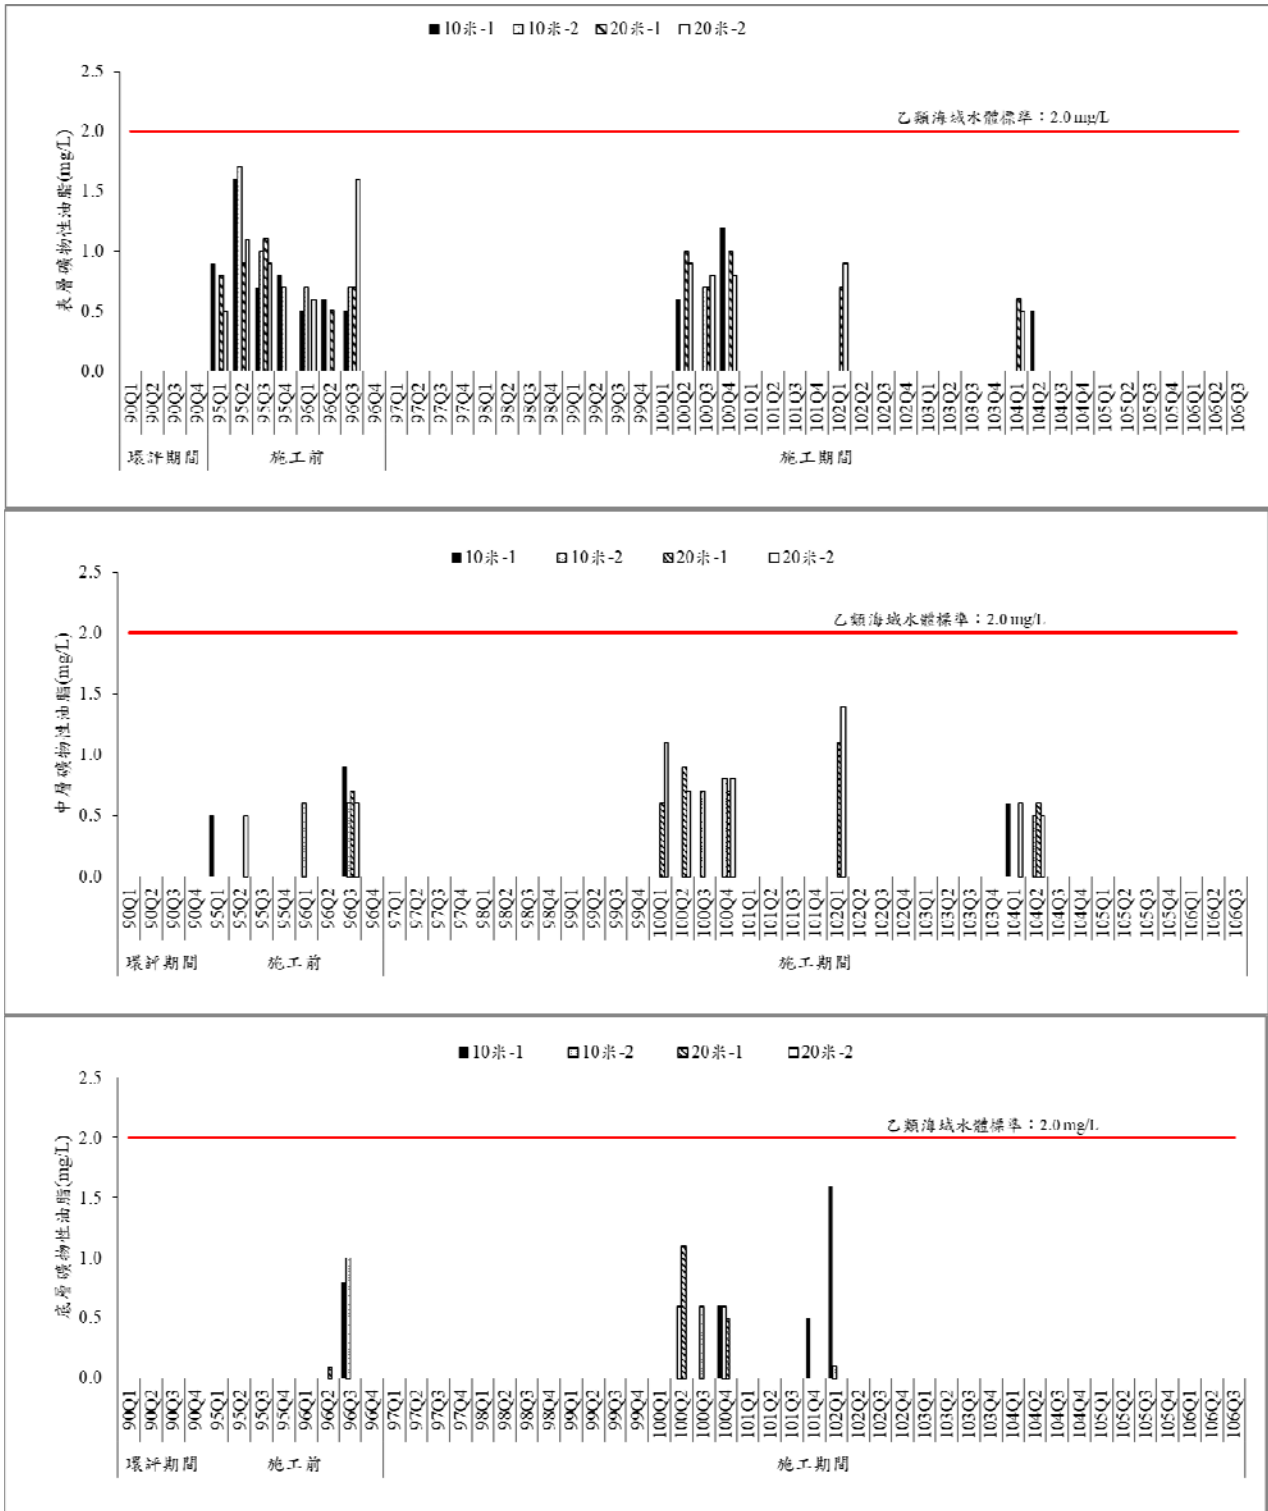 10米-1 10米-2 20米-1 20米-2
表層礦物性油脂(mg/L)
2.5
2.0
1.5
1.0
0.5
0.0
乙類海域水體標準：2.0 mg/L
90Q1 90Q2 90Q3 90Q4 95Q1 95Q2 95Q3 95Q4 96Q1 96Q2 96Q3 96Q4 97Q1 97Q2 97Q3 97Q4 98Q1 98Q2 98Q3 98Q4 99Q1 99Q2 99Q3 99Q4 100Q1 100Q2 100Q3 100Q4 101Q1 101Q2 101Q3 101Q4 102Q1 102Q2 102Q3 102Q4 103Q1 103Q2 103Q3 103Q4 104Q1 104Q2 104Q3 104Q4 105Q1 105Q2 105Q3 105Q4 106Q1 106Q2 106Q3
環評期間 施工前 施工期間
10米-1 10米-2 20米-1 20米-2
中層礦物性油脂(mg/L)
2.5
2.0
1.5
1.0
0.5
0.0
乙類海域水體標準：2.0 mg/L
90Q1 90Q2 90Q3 90Q4 95Q1 95Q2 95Q3 95Q4 96Q1 96Q2 96Q3 96Q4 97Q1 97Q2 97Q3 97Q4 98Q1 98Q2 98Q3 98Q4 99Q1 99Q2 99Q3 99Q4 100Q1 100Q2 100Q3 100Q4 101Q1 101Q2 101Q3 101Q4 102Q1 102Q2 102Q3 102Q4 103Q1 103Q2 103Q3 103Q4 104Q1 104Q2 104Q3 104Q4 105Q1 105Q2 105Q3 105Q4 106Q1 106Q2 106Q3
環評期間 施工前 施工期間
10米-1 10米-2 20米-1 20米-2
底層礦物性油脂(mg/L)
2.5
2.0
1.5
1.0
0.5
0.0
乙類海域水體標準：2.0 mg/L
90Q1 90Q2 90Q3 90Q4 95Q1 95Q2 95Q3 95Q4 96Q1 96Q2 96Q3 96Q4 97Q1 97Q2 97Q3 97Q4 98Q1 98Q2 98Q3 98Q4 99Q1 99Q2 99Q3 99Q4 100Q1 100Q2 100Q3 100Q4 101Q1 101Q2 101Q3 101Q4 102Q1 102Q2 102Q3 102Q4 103Q1 103Q2 103Q3 103Q4 104Q1 104Q2 104Q3 104Q4 105Q1 105Q2 105Q3 105Q4 106Q1 106Q2 106Q3
環評期間 施工前 施工期間